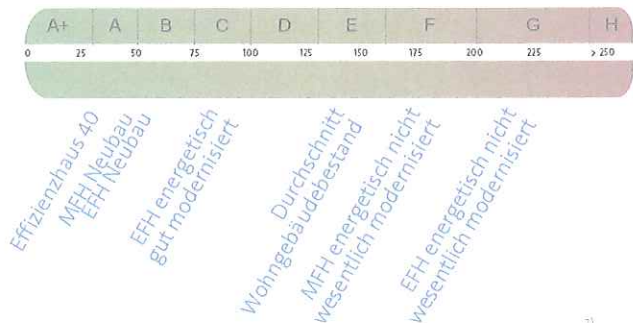 A+ A B C D E F G H
0 25 50 75 100 125 150 175 200 225 > 250
Effizienzhaus 40
MFH Neubau
EFH Neubau
EFH energetisch
gut modernisiert
Durchschnitt
Wohngebäudebestand
MFH energetisch nicht
wesentlich modernisiert
EFH energetisch nicht
wesentlich modernisiert